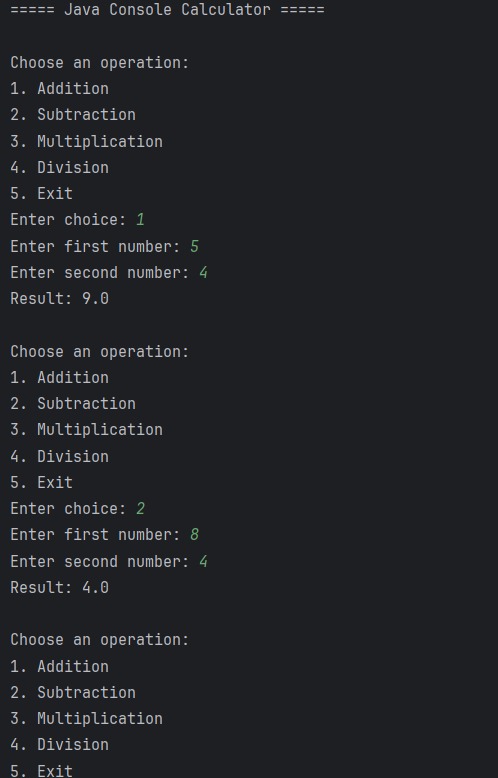 ===== Java Console Calculator =====
Choose an operation:
1. Addition
2. Subtraction
3. Multiplication
4. Division
5. Exit
Enter choice: 1
Enter first number: 5
Enter second number: 4
Result: 9.0
Choose an operation:
1. Addition
2. Subtraction
3. Multiplication
4. Division
5. Exit
Enter choice: 2
Enter first number: 8
Enter second number: 4
Result: 4.0
Choose an operation:
1. Addition
2. Subtraction
3. Multiplication
4. Division
5. Exit